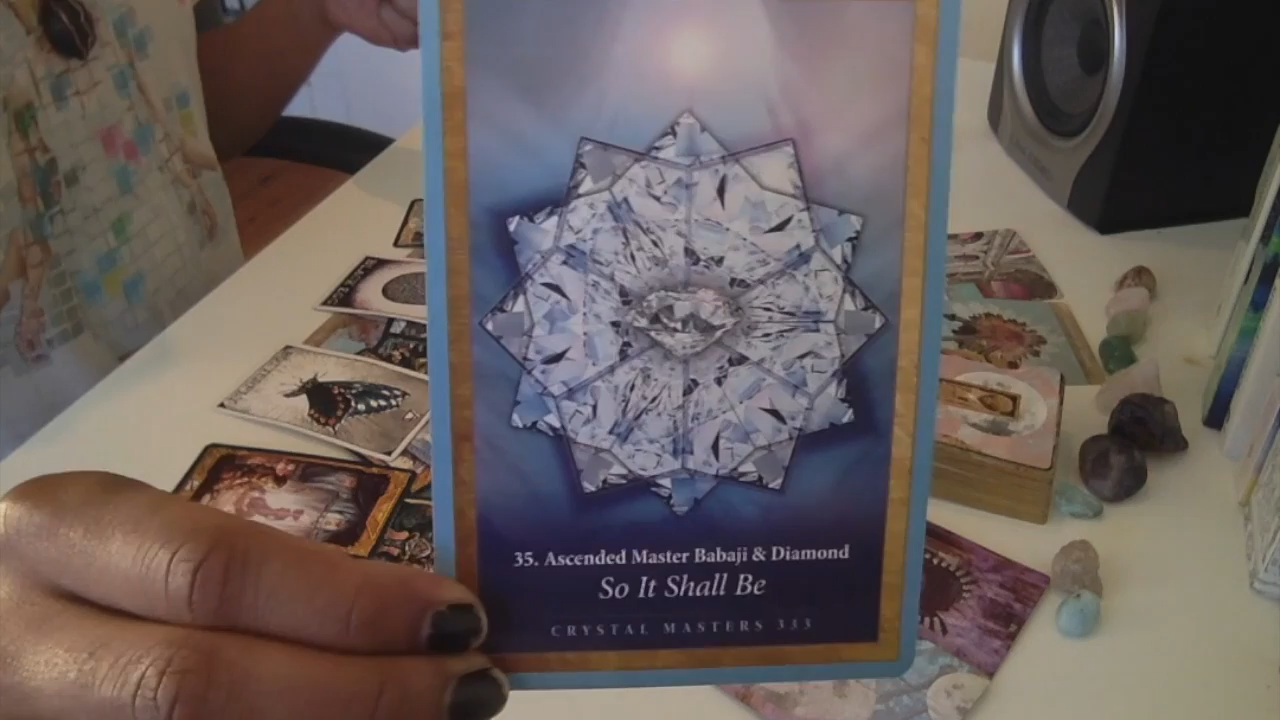 35. Ascended Master Babaji & Diamond
So It Shall Be
CRYSTAL MASTERS 333